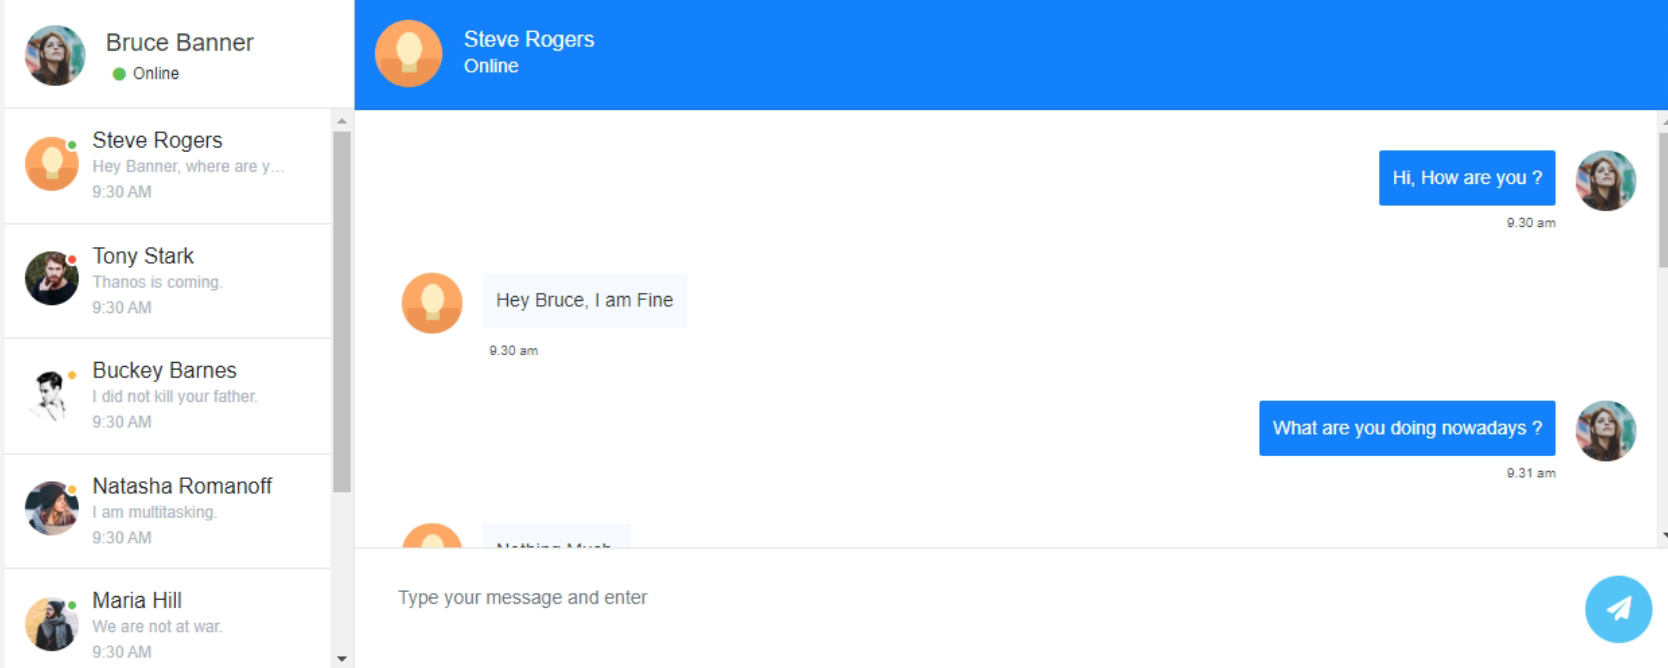 Bruce Banner
Online
Steve Rogers
Hey Banner, where are y...
9:30 AM
Tony Stark
Thanos is coming.
9:30 AM
Buckey Barnes
I did not kill your father.
9:30 AM
Natasha Romanoff
I am multitasking.
9:30 AM
Maria Hill
We are not at war.
9:30 AM
Steve Rogers
Online
Hi, How are you ?
9.30 am
Hey Bruce, I am Fine
9.30 am
What are you doing nowadays ?
9.31 am
Nothing Much
Type your message and enter